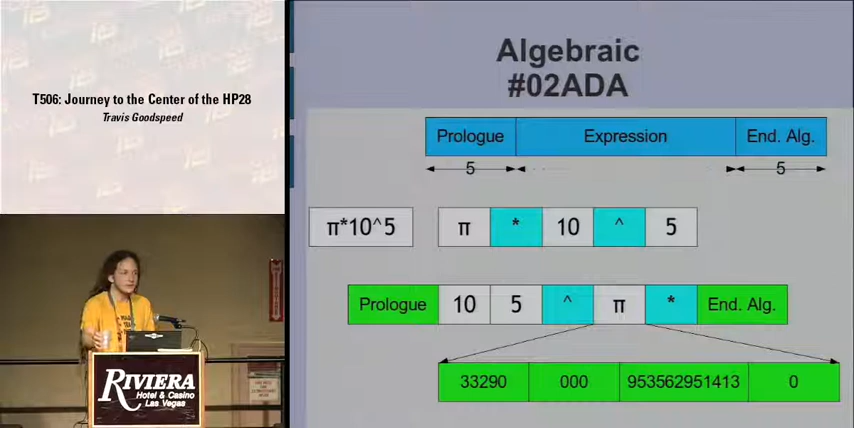 T506: Journey to the Center of the HP28
Travis Goodspeed
Algebraic
#02ADA
Prologue Expression End. Alg.
5 5
π*10^5 π * 10 ^ 5
Prologue 10 5 ^ π * End. Alg.
33290 000 953562951413 0
RIVIERA
Hotel & Casino
Las Vegas